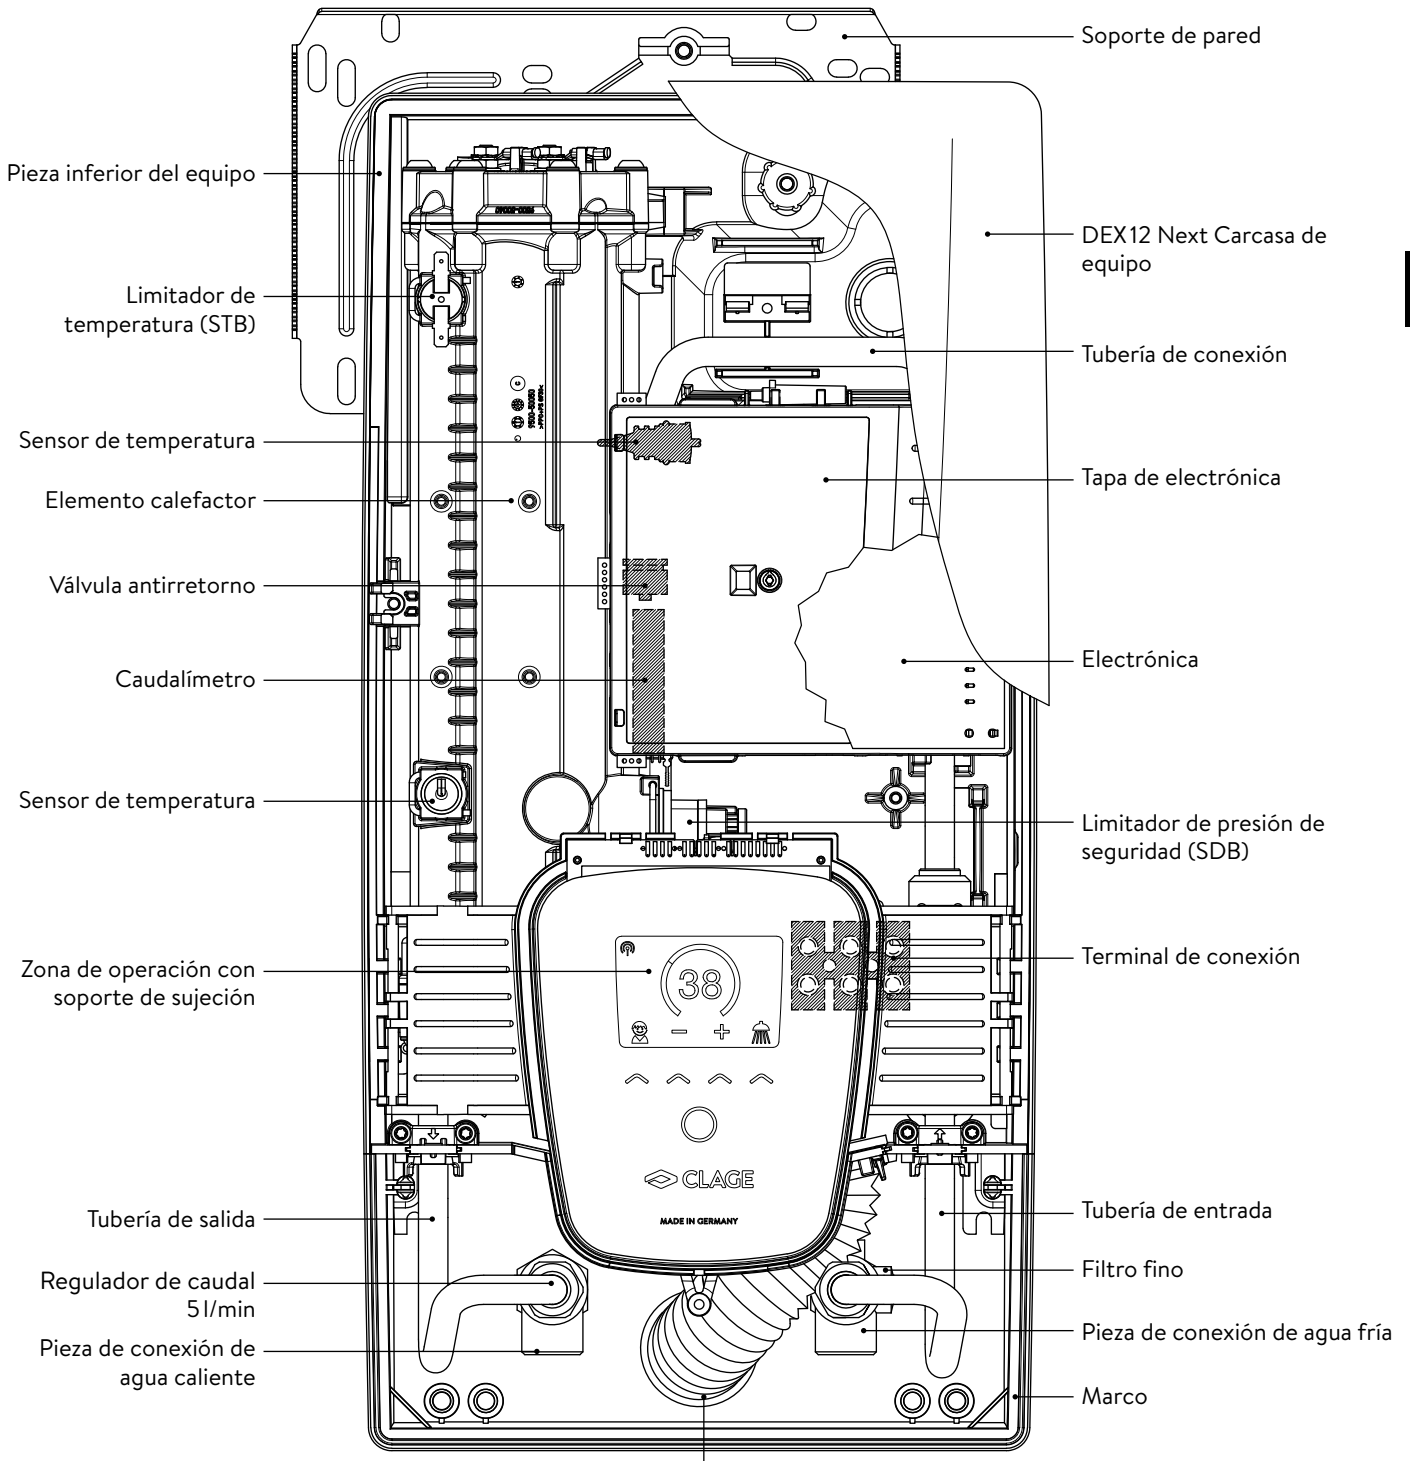 Soporte de pared
Pieza inferior del equipo
DEX12 Next Carcasa de
equipo
Limitador de
temperatura (STB)
Tubería de conexión
Sensor de temperatura
Tapa de electrónica
Elemento calefactor
Válvula antirretorno
Electrónica
Caudalímetro
Sensor de temperatura
Limitador de presión de
seguridad (SDB)
Terminal de conexión
Zona de operación con
soporte de sujeción
38
CLAGE
MADE IN GERMANY
Tubería de salida
Tubería de entrada
Filtro fino
Regulador de caudal
5 l/min
Pieza de conexión de agua fría
Pieza de conexión de
agua caliente
Marco